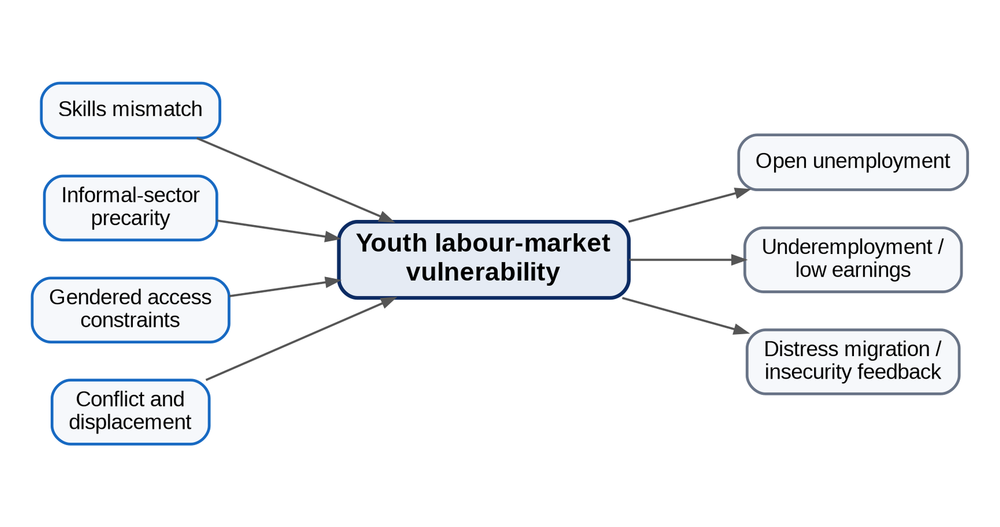 Skills mismatch
Informal-sector
precarity
Gendered access
constraints
Conflict and
displacement
Youth labour-market
vulnerability
Open unemployment
Underemployment /
low earnings
Distress migration /
insecurity feedback